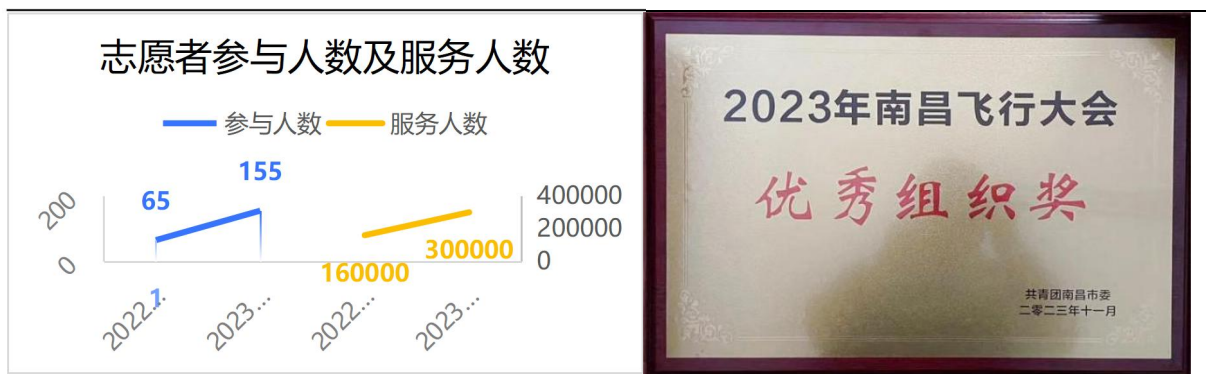 志愿者参与人数及服务人数
参与人数 服务人数
155
65
200
0
1
400000
200000
0
300000
160000
2022...
2023...
2022...
2023...
2023年南昌飞行大会
优秀组织奖
共青团南昌市委
二零二三年十一月